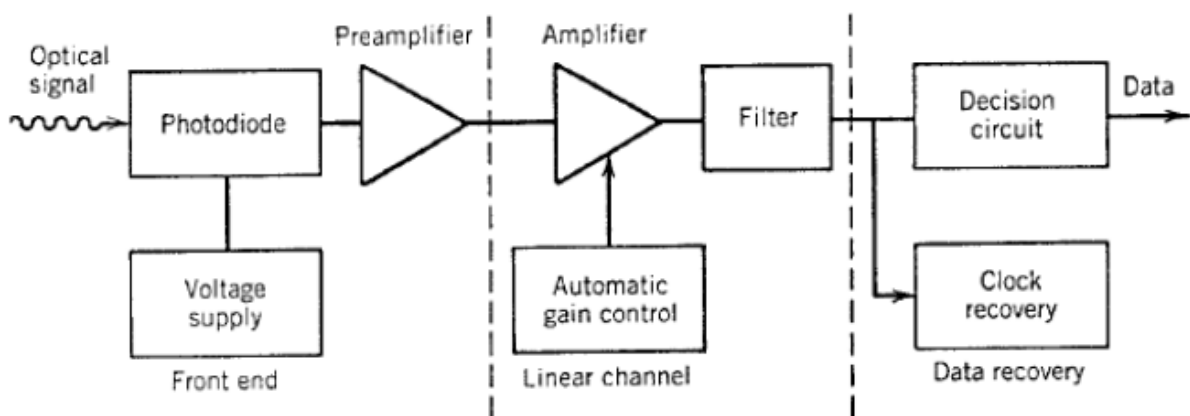 Optical
signal
Photodiode
Preamplifier
Voltage
supply
Front end
Amplifier
Filter
Automatic
gain control
Linear channel
Decision
circuit
Data
Clock
recovery
Data recovery